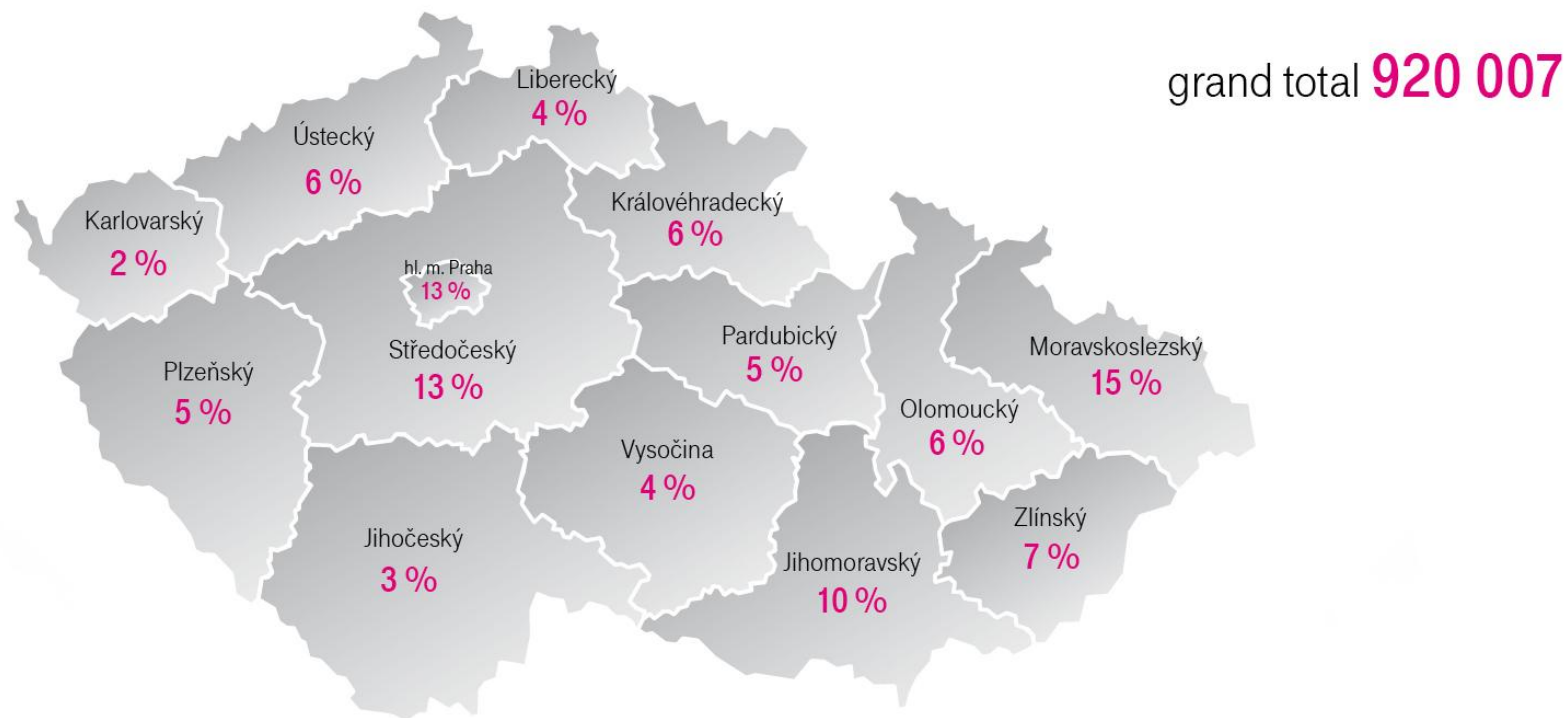 grand total 920 007
Liberecký
4 %
Ústecký
6 %
Královéhradecký
6 %
Karlovarský
2 %
hl. m. Praha
13 %
Středočeský
13 %
Pardubický
5 %
Moravskoslezský
15 %
Plzeňský
5 %
Olomoucký
6 %
Vysočina
4 %
Zlínský
7 %
Jihočeský
3 %
Jihomoravský
10 %